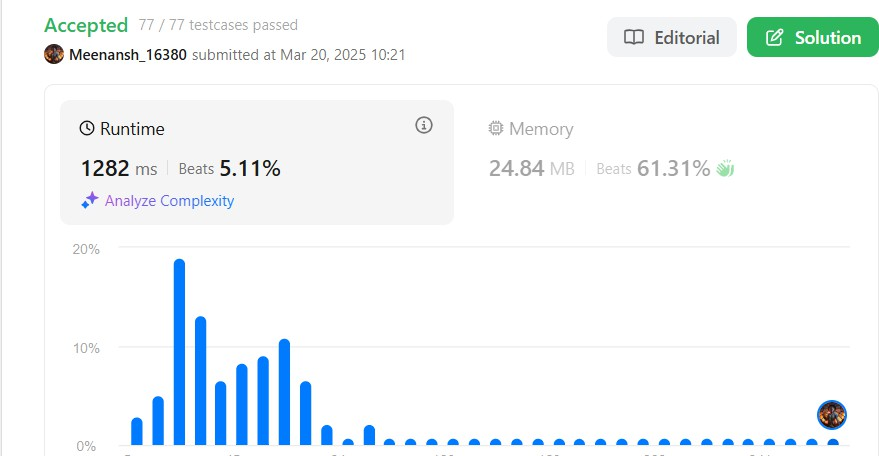 Accepted 77 / 77 testcases passed
Meenansh_16380 submitted at Mar 20, 2025 10:21
Editorial
Solution
Runtime
1282 ms Beats 5.11%
Analyze Complexity
Memory
24.84 MB Beats 61.31%
20%
10%
0%